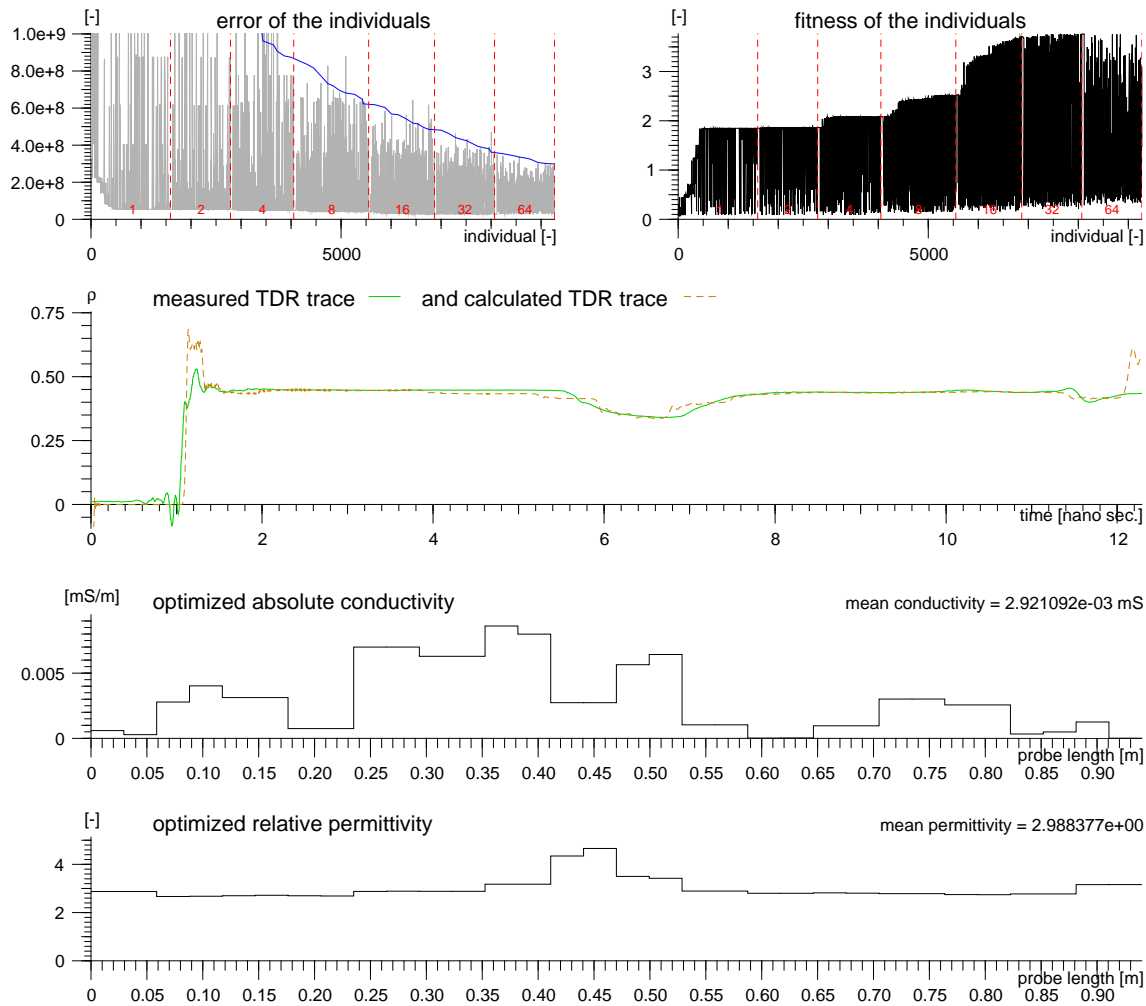 [-] error of the individuals
1.0e+9
8.0e+8
6.0e+8
4.0e+8
2.0e+8
0
1 2 4 8 16 32 64
individual [-]
0 5000
[-] fitness of the individuals
3
2
1
0
1 2 4 8 16 32 64
individual [-]
0 5000
ρ measured TDR trace and calculated TDR trace
0.75
0.50
0.25
0
time [nano sec.]
0 2 4 6 8 10 12
[mS/m] optimized absolute conductivity mean conductivity = 2.921092e-03 mS
0.005
0
probe length [m]
0 0.05 0.10 0.15 0.20 0.25 0.30 0.35 0.40 0.45 0.50 0.55 0.60 0.65 0.70 0.75 0.80 0.85 0.90
[-] optimized relative permittivity mean permittivity = 2.988377e+00
4
2
0
probe length [m]
0 0.05 0.10 0.15 0.20 0.25 0.30 0.35 0.40 0.45 0.50 0.55 0.60 0.65 0.70 0.75 0.80 0.85 0.90